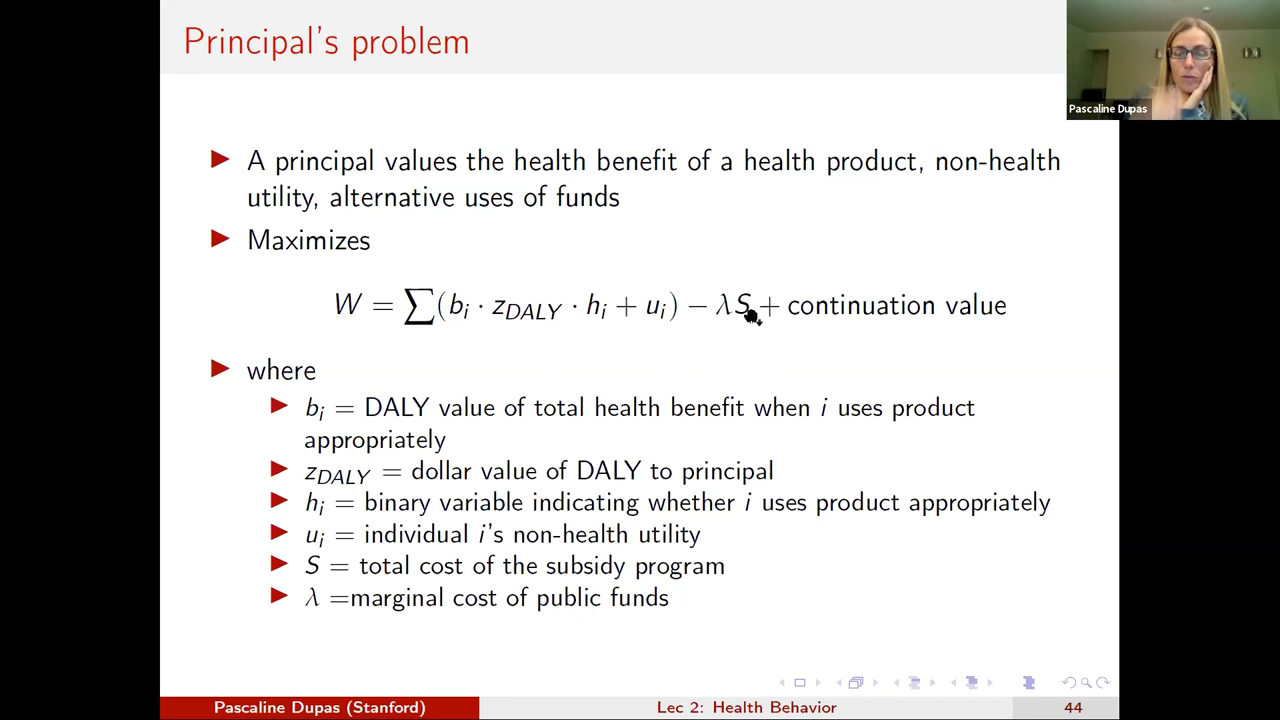 Principal's problem
Pascaline Dupas
▶ A principal values the health benefit of a health product, non-health
utility, alternative uses of funds
▶ Maximizes
W = ∑(b_i · z_DALY · h_i + u_i) − λS + continuation value
▶ where
▶ b_i = DALY value of total health benefit when i uses product
appropriately
▶ z_DALY = dollar value of DALY to principal
▶ h_i = binary variable indicating whether i uses product appropriately
▶ u_i = individual i's non-health utility
▶ S = total cost of the subsidy program
▶ λ =marginal cost of public funds
Pascaline Dupas (Stanford) Lec 2: Health Behavior 44